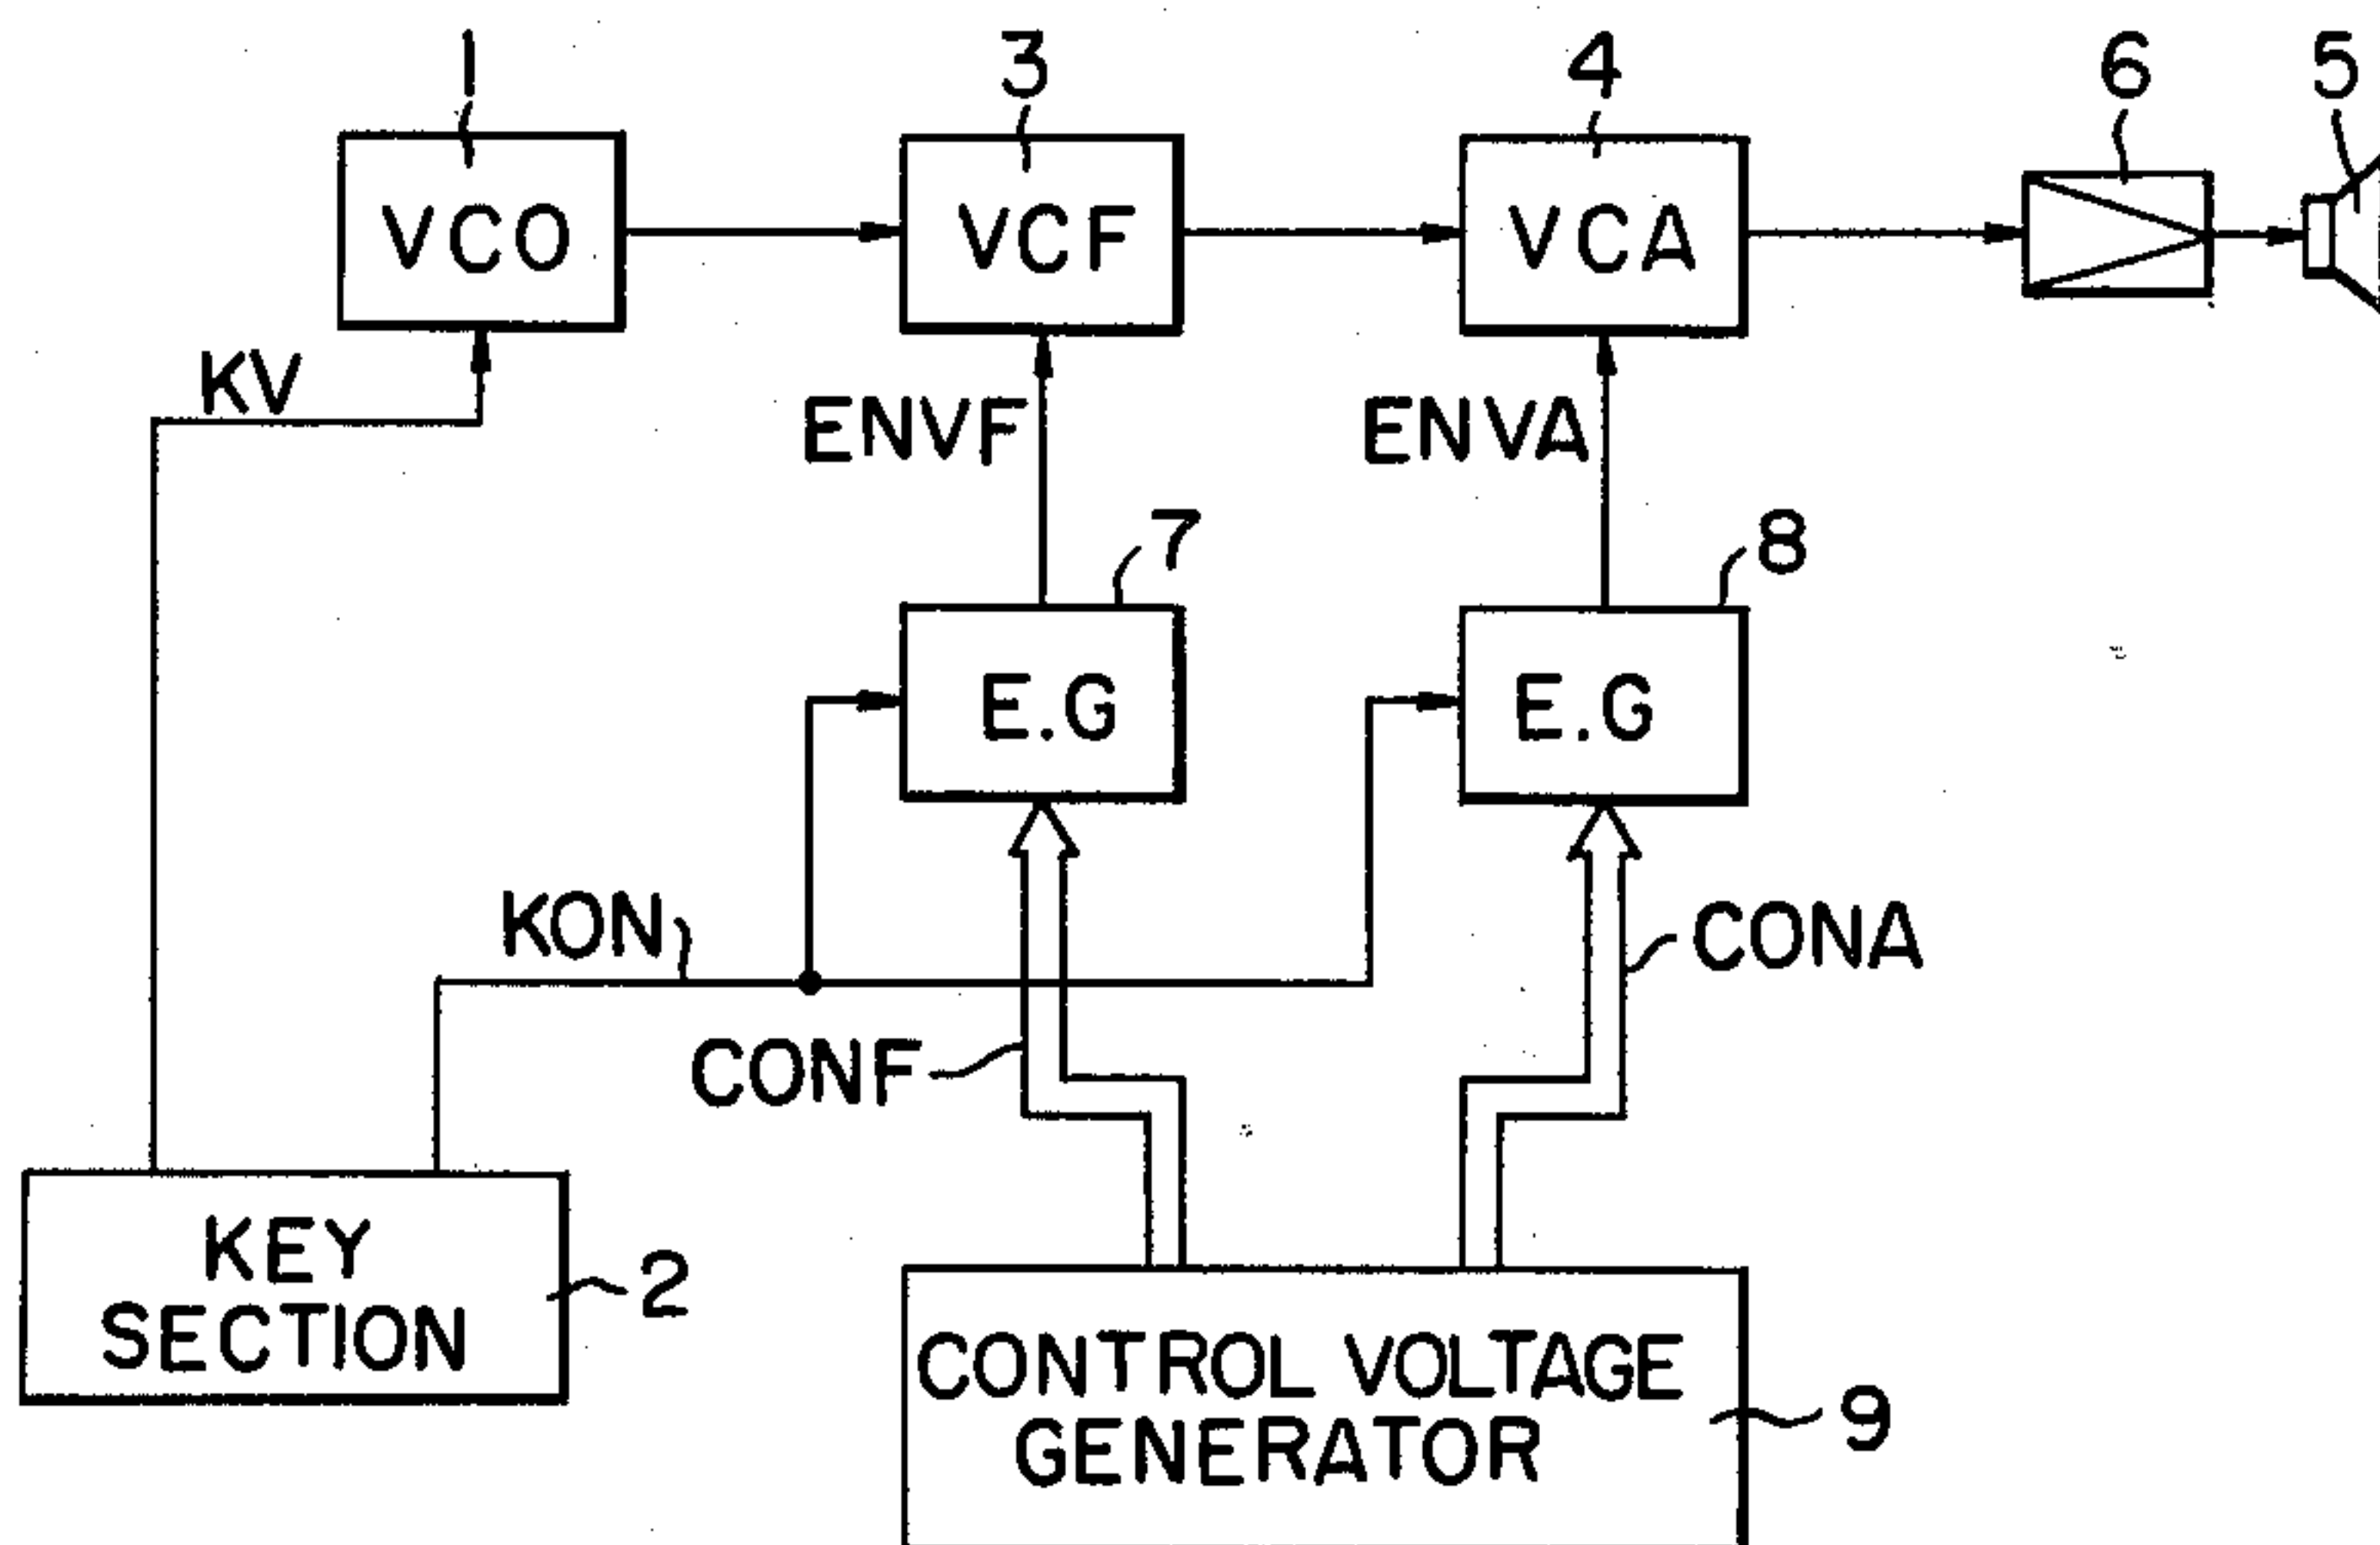 1
3
4
6
5
VCO
VCF
VCA
KV
ENVF
ENVA
7
8
E.G
E.G
KON
CONA
CONF
KEY
SECTION
2
CONTROL VOLTAGE
GENERATOR
9